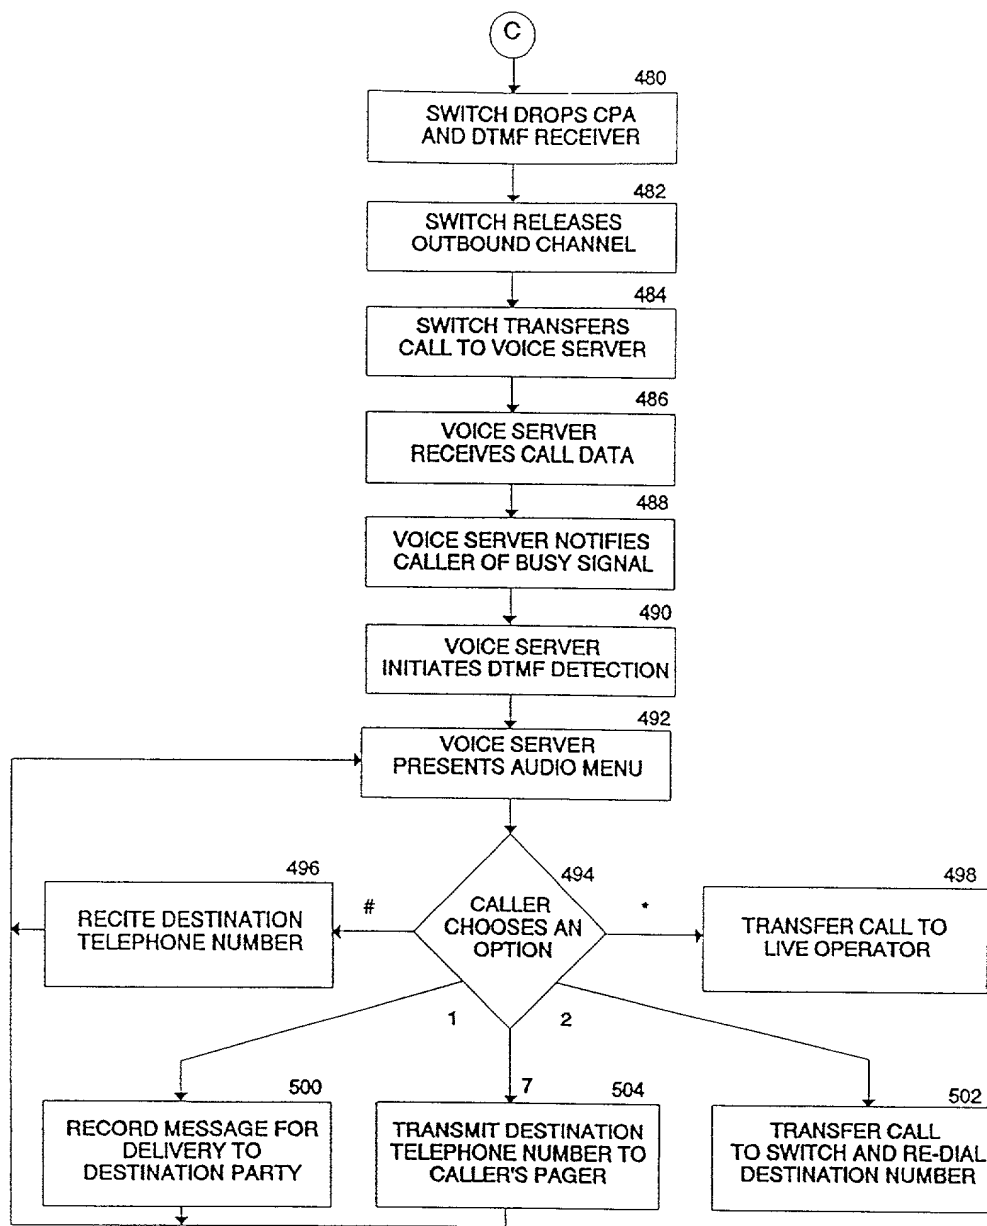 C
480
SWITCH DROPS CPA
AND DTMF RECEIVER
482
SWITCH RELEASES
OUTBOUND CHANNEL
484
SWITCH TRANSFERS
CALL TO VOICE SERVER
486
VOICE SERVER
RECEIVES CALL DATA
488
VOICE SERVER NOTIFIES
CALLER OF BUSY SIGNAL
490
VOICE SERVER
INITIATES DTMF DETECTION
492
VOICE SERVER
PRESENTS AUDIO MENU
494
CALLER
CHOOSES AN
OPTION
496
#
RECITE DESTINATION
TELEPHONE NUMBER
498
*
TRANSFER CALL TO
LIVE OPERATOR
1
2
7
500
RECORD MESSAGE FOR
DELIVERY TO
DESTINATION PARTY
504
TRANSMIT DESTINATION
TELEPHONE NUMBER TO
CALLER'S PAGER
502
TRANSFER CALL
TO SWITCH AND RE-DIAL
DESTINATION NUMBER